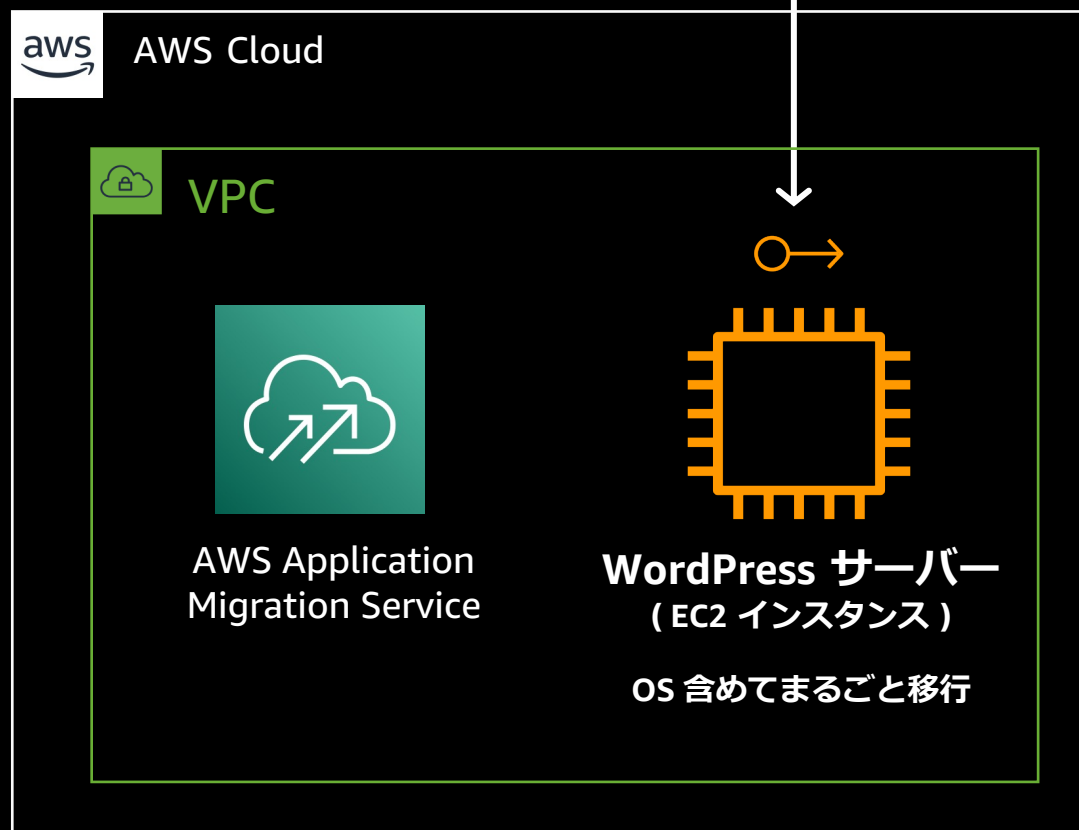 aws
AWS Cloud
VPC
AWS Application
Migration Service
WordPress サーバー
( EC2 インスタンス )
OS 含めてまるごと移行